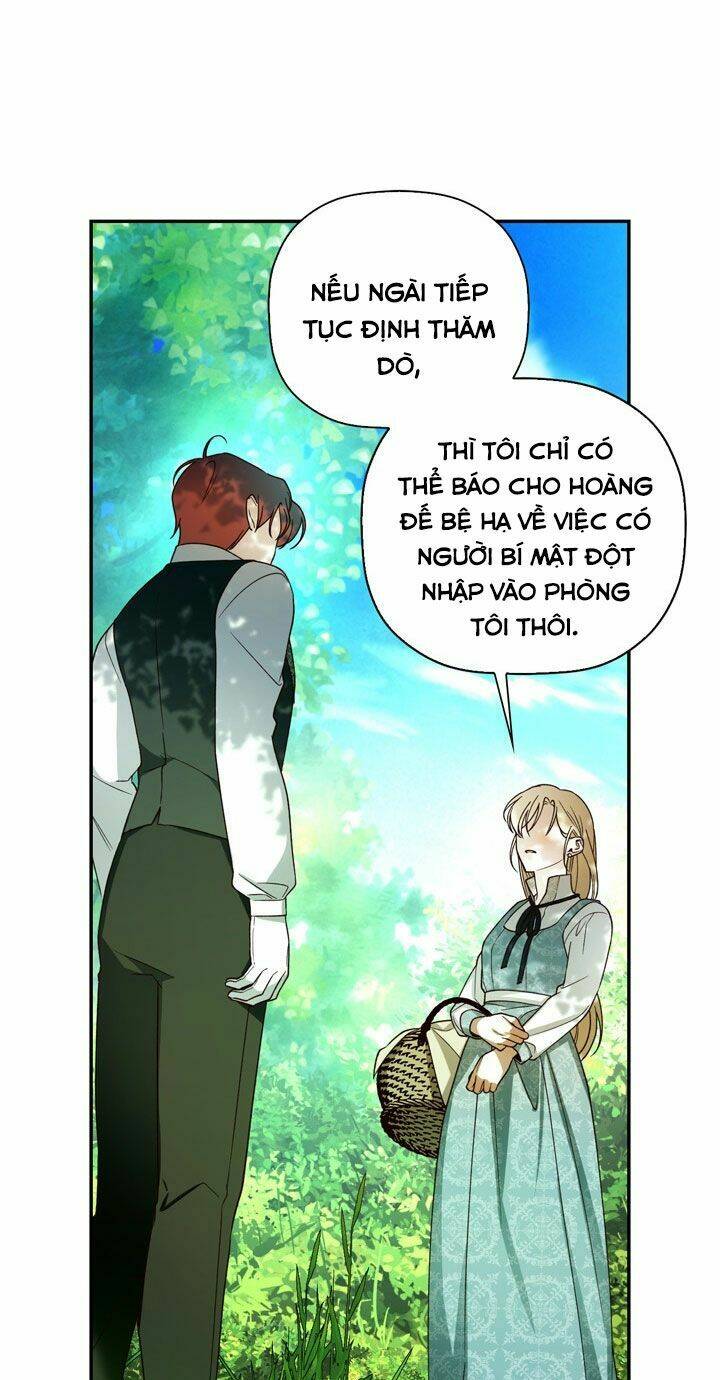 NẾU NGÀI TIẾP
TỤC ĐỊNH THĂM
DÒ,
THÌ TÔI CHỈ CÓ
THỂ BÁO CHO HOÀNG
ĐẾ BỆ HẠ VỀ VIỆC CÓ
NGƯỜI BÍ MẬT ĐỘT
NHẬP VÀO PHÒNG
TÔI THÔI.